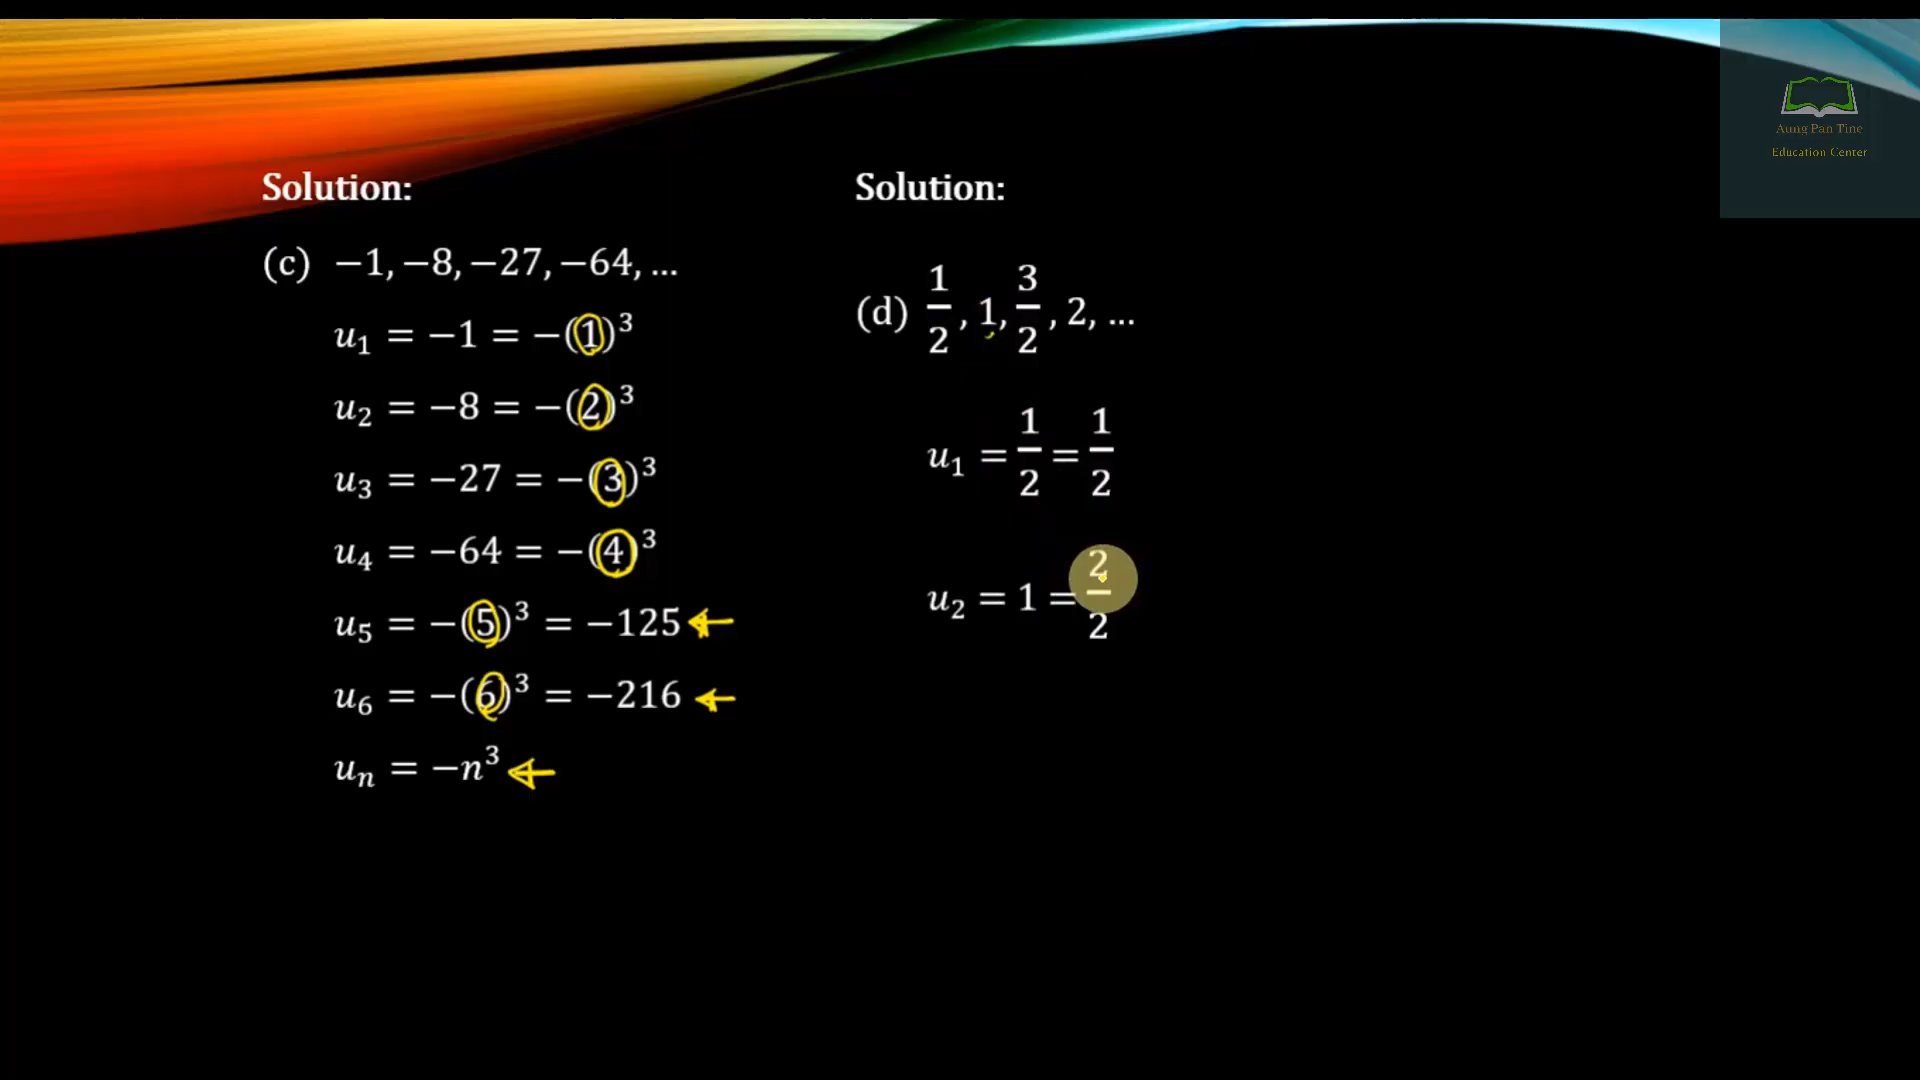 Aung Pan Tine
Education Center
Solution:
(c) −1, −8, −27, −64, ...
u₁ = −1 = −(1)³
u₂ = −8 = −(2)³
u₃ = −27 = −(3)³
u₄ = −64 = −(4)³
u₅ = −(5)³ = −125
u₆ = −(6)³ = −216
uₙ = −n³
Solution:
(d) 1/2, 1, 3/2, 2, ...
u₁ = 1/2 = 1/2
u₂ = 1 = 2/2